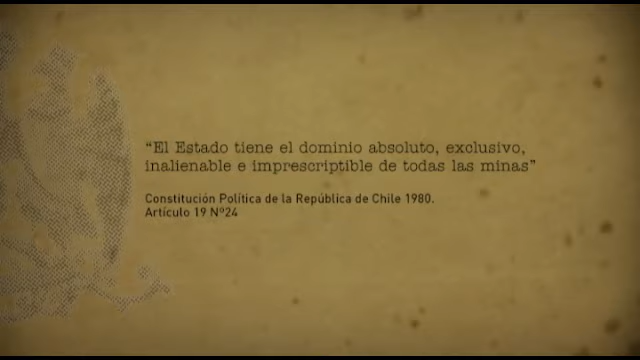 “El Estado tiene el dominio absoluto, exclusivo,
inalienable e imprescriptible de todas las minas”
Constitución Política de la República de Chile 1980.
Artículo 19 Nº24